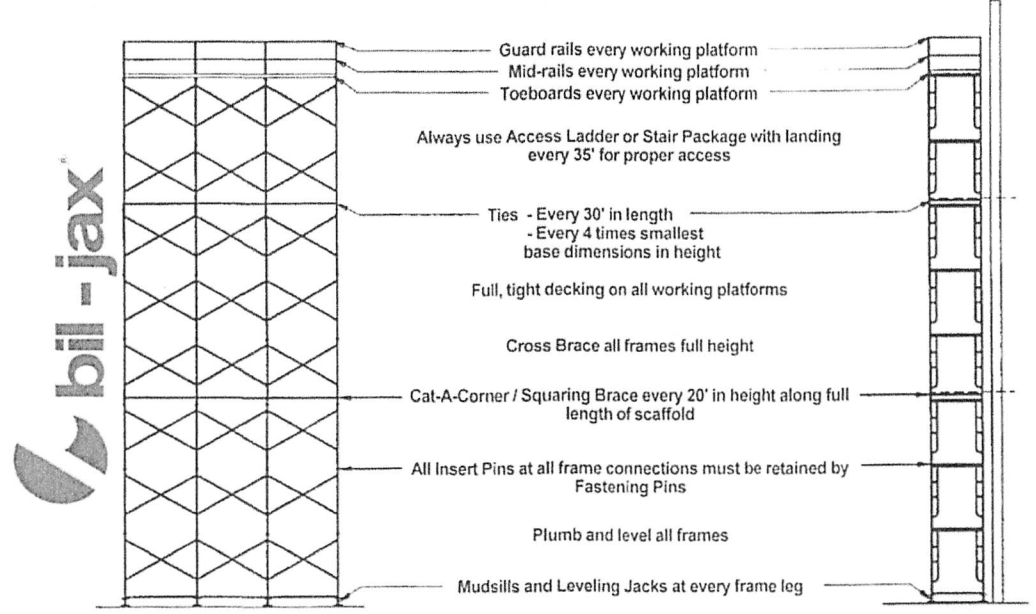 bil-jax
Guard rails every working platform
Mid-rails every working platform
Toeboards every working platform
Always use Access Ladder or Stair Package with landing
every 35' for proper access
Ties - Every 30' in length
- Every 4 times smallest
base dimensions in height
Full, tight decking on all working platforms
Cross Brace all frames full height
Cat-A-Corner / Squaring Brace every 20' in height along full
length of scaffold
All Insert Pins at all frame connections must be retained by
Fastening Pins
Plumb and level all frames
Mudsills and Leveling Jacks at every frame leg